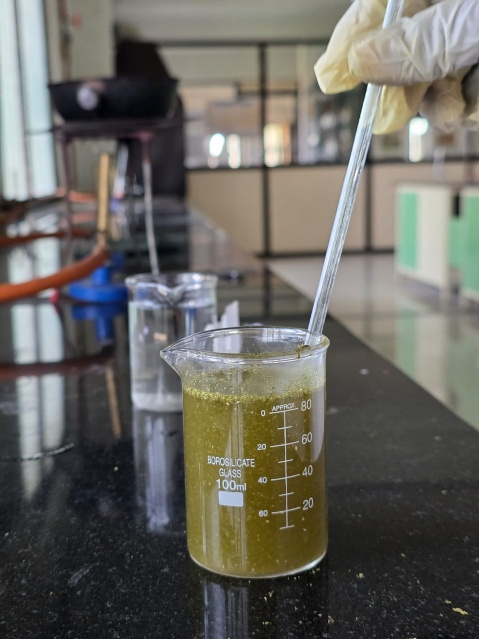 BOROSILICATE
GLASS
100ml
APPROX
0 80
20 60
40 40
60 20